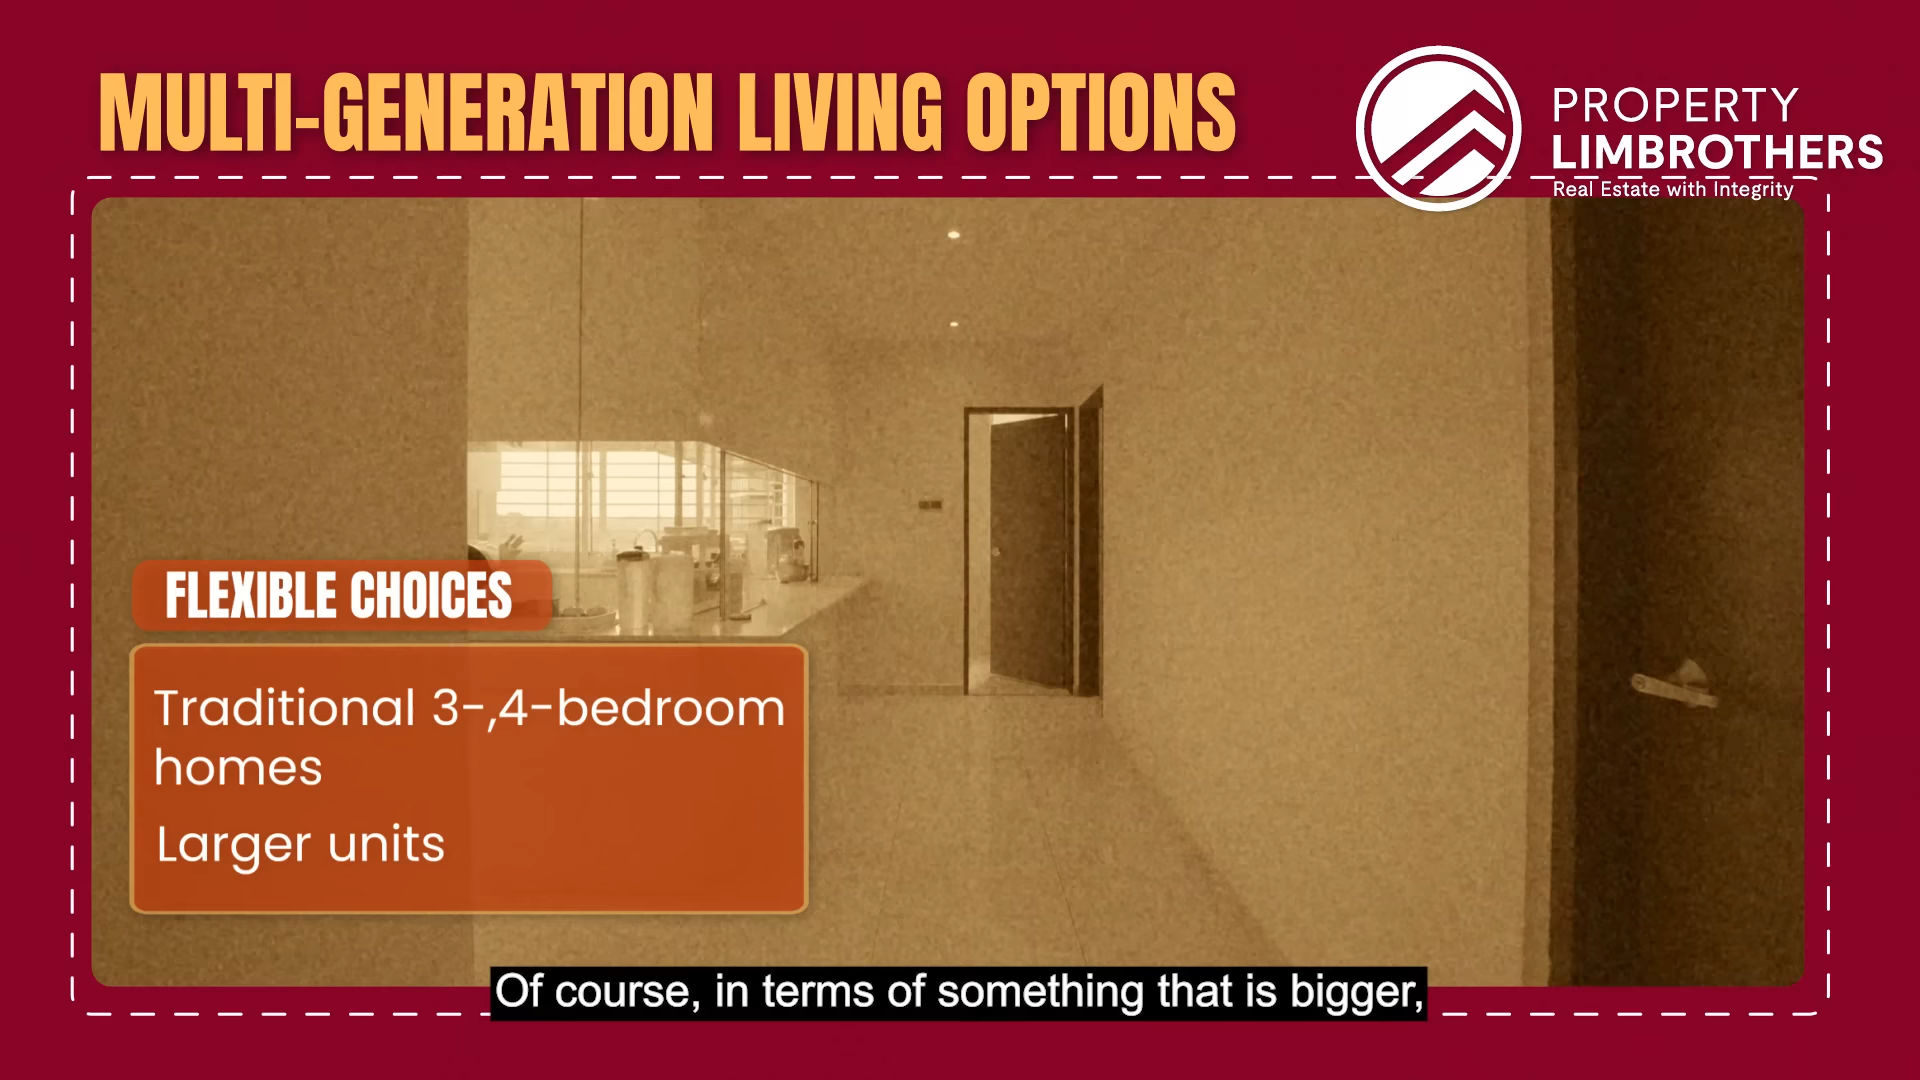 MULTI-GENERATION LIVING OPTIONS
PROPERTY
LIMBROTHERS
Real Estate with Integrity
FLEXIBLE CHOICES
Traditional 3-,4-bedroom
homes
Larger units
Of course, in terms of something that is bigger,